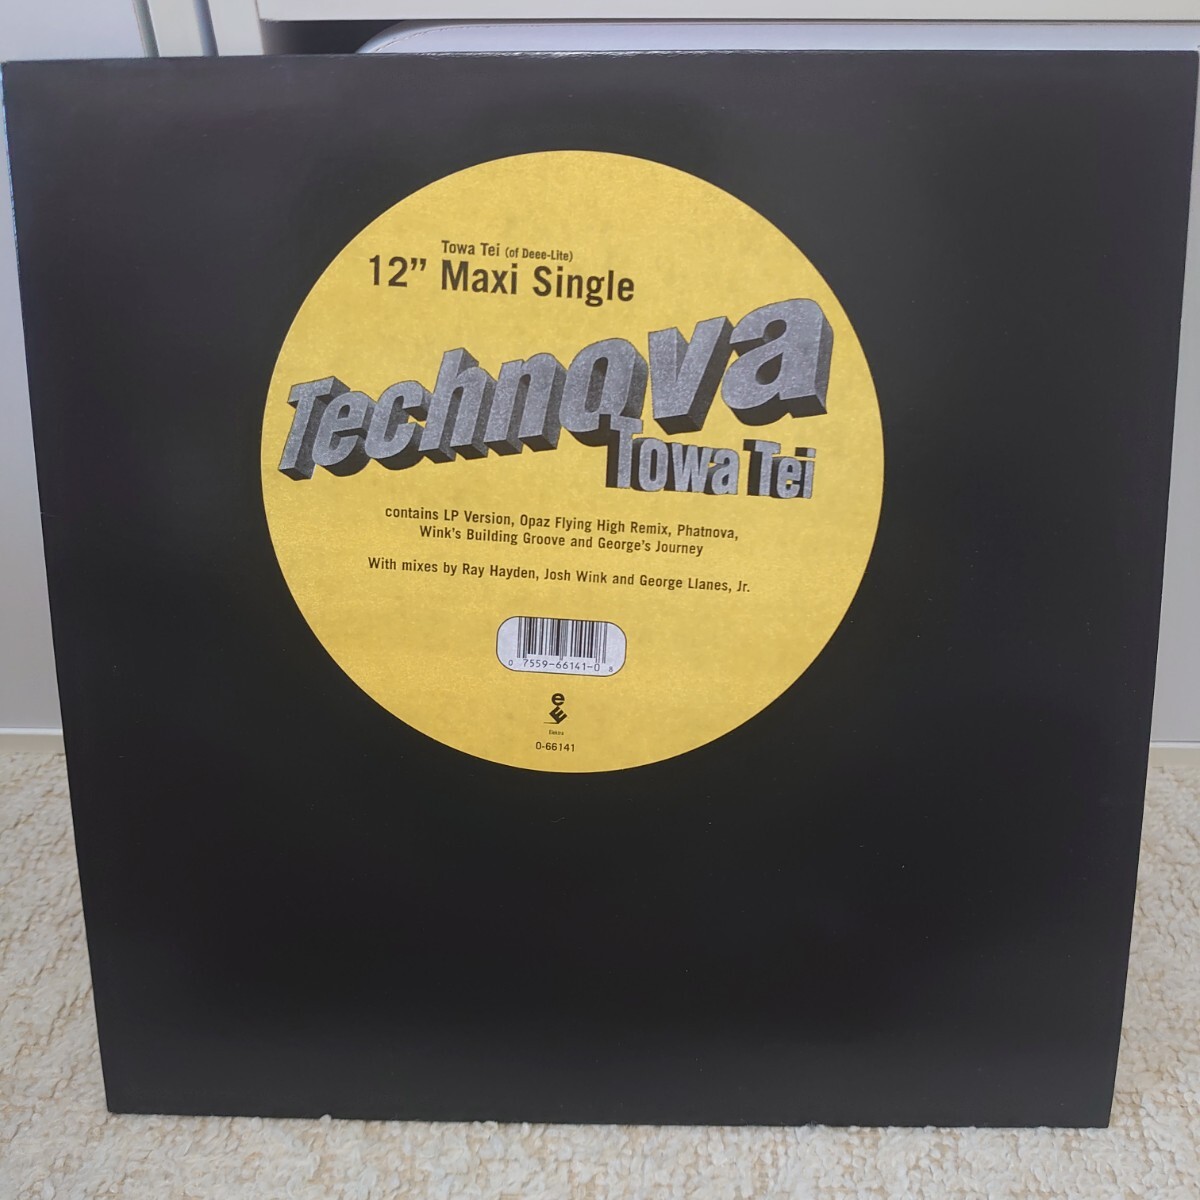 Towa Tei (of Deee-Lite)
12” Maxi Single
Technova
Towa Tei
contains LP Version, Opaz Flying High Remix, Phatnova,
Wink's Building Groove and George's Journey
With mixes by Ray Hayden, Josh Wink and George Llanes, Jr.
0 7559-66141-0 8
e
0-66141